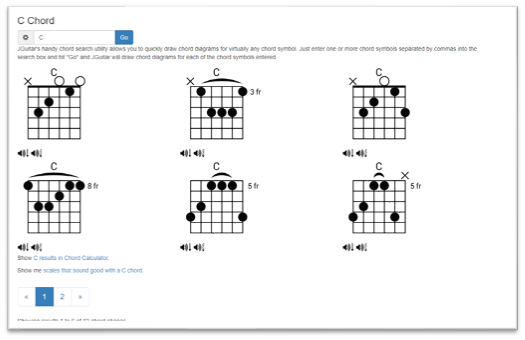 C Chord
C
Go
JGuitar's handy chord search utility allows you to quickly draw chord diagrams for virtually any chord symbol. Just enter one or more chord symbols separated by commas into the
search box and hit "Go" and JGuitar will draw chord diagrams for each of the chord symbols entered.
C C C
3 fr
C C C
8 fr 5 fr 5 fr
Show C results in Chord Calculator.
Show me scales that sound good with a C chord.
« 1 2 »